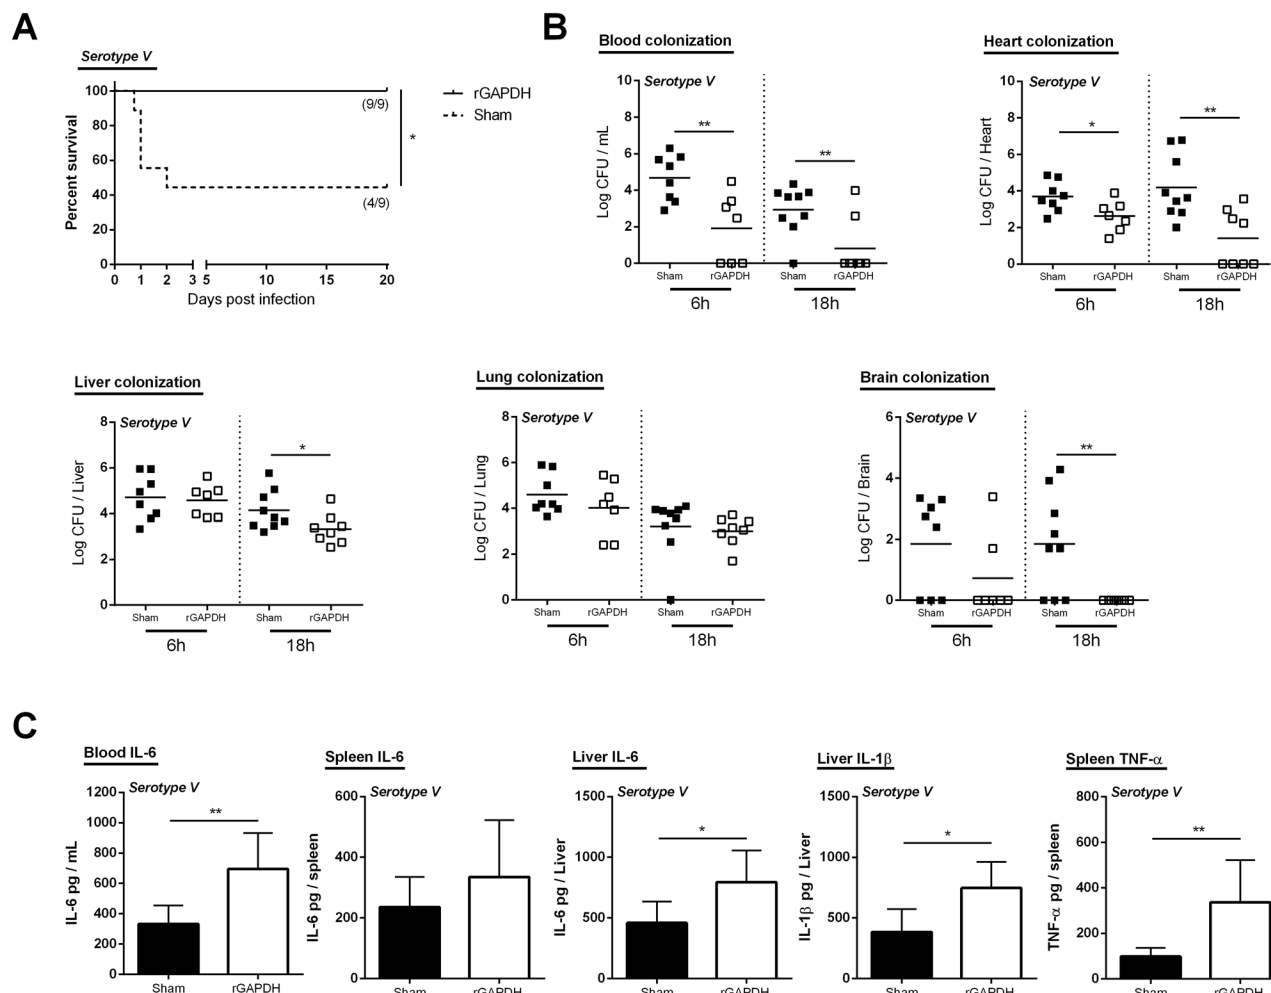 A
Serotype V
100
80
60
40
20
0
Percent survival
(9/9)
(4/9)
*
0 1 2 3 5 10 15 20
Days post infection
rGAPDH
Sham
B
Blood colonization
Serotype V
10
8
6
4
2
0
Log CFU / mL
**
**
Sham rGAPDH Sham rGAPDH
6h 18h
Heart colonization
Serotype V
10
8
6
4
2
0
Log CFU / Heart
*
**
Sham rGAPDH Sham rGAPDH
6h 18h
Liver colonization
Serotype V
8
6
4
2
0
Log CFU / Liver
*
Sham rGAPDH Sham rGAPDH
6h 18h
Lung colonization
Serotype V
8
6
4
2
0
Log CFU / Lung
Sham rGAPDH Sham rGAPDH
6h 18h
Brain colonization
Serotype V
6
4
2
0
Log CFU / Brain
**
Sham rGAPDH Sham rGAPDH
6h 18h
C
Blood IL-6
Serotype V
1200
1000
800
600
400
200
0
IL-6 pg / mL
**
Sham rGAPDH
Spleen IL-6
Serotype V
600
400
200
0
IL-6 pg / spleen
Sham rGAPDH
Liver IL-6
Serotype V
1500
1000
500
0
IL-6 pg / Liver
*
Sham rGAPDH
Liver IL-1β
Serotype V
1500
1000
500
0
IL-1β pg / Liver
*
Sham rGAPDH
Spleen TNF-α
Serotype V
800
600
400
200
0
TNF-α pg / spleen
**
Sham rGAPDH